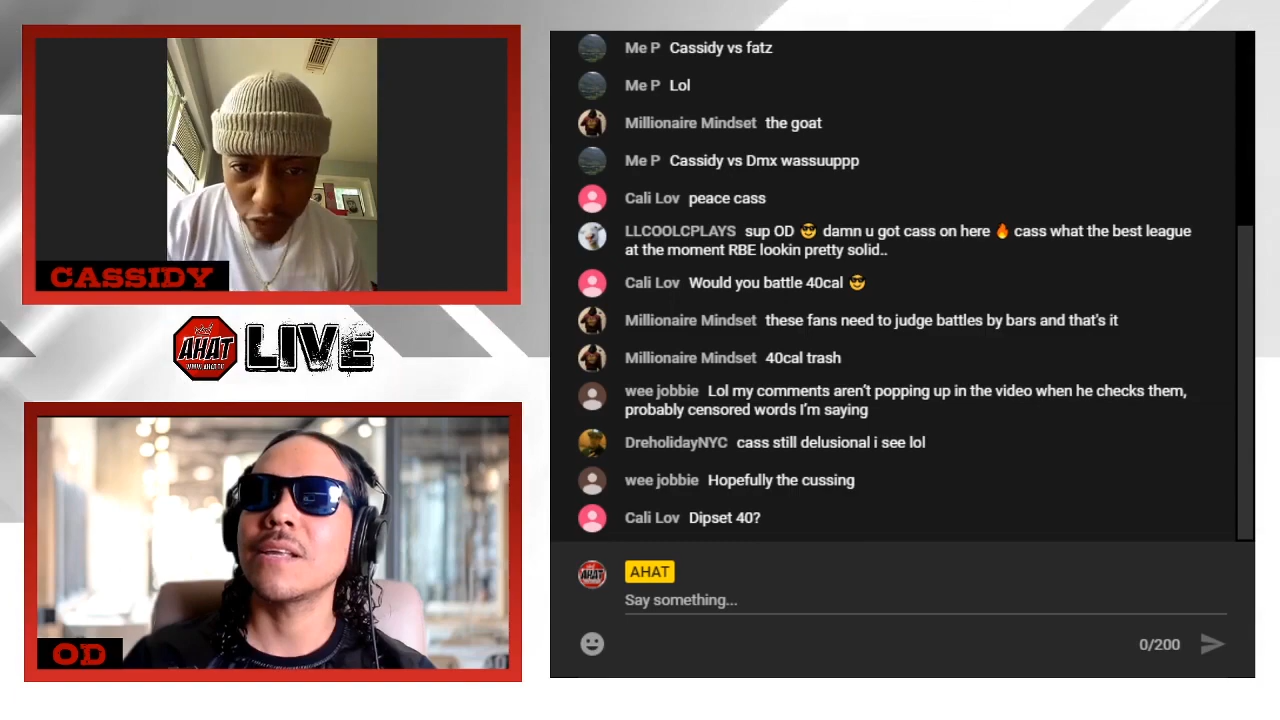 CASSIDY
AHAT
WWW.AHAT.TV
LIVE
OD
Me P Cassidy vs fatz
Me P Lol
Millionaire Mindset the goat
Me P Cassidy vs Dmx wassuuppp
Cali Lov peace cass
LLCOOLCPLAYS sup OD 😎 damn u got cass on here 🔥 cass what the best league
at the moment RBE lookin pretty solid..
Cali Lov Would you battle 40cal 😎
Millionaire Mindset these fans need to judge battles by bars and that's it
Millionaire Mindset 40cal trash
wee jobbie Lol my comments aren't popping up in the video when he checks them,
probably censored words I'm saying
DreholidayNYC cass still delusional i see lol
wee jobbie Hopefully the cussing
Cali Lov Dipset 40?
AHAT
AHAT
Say something...
0/200